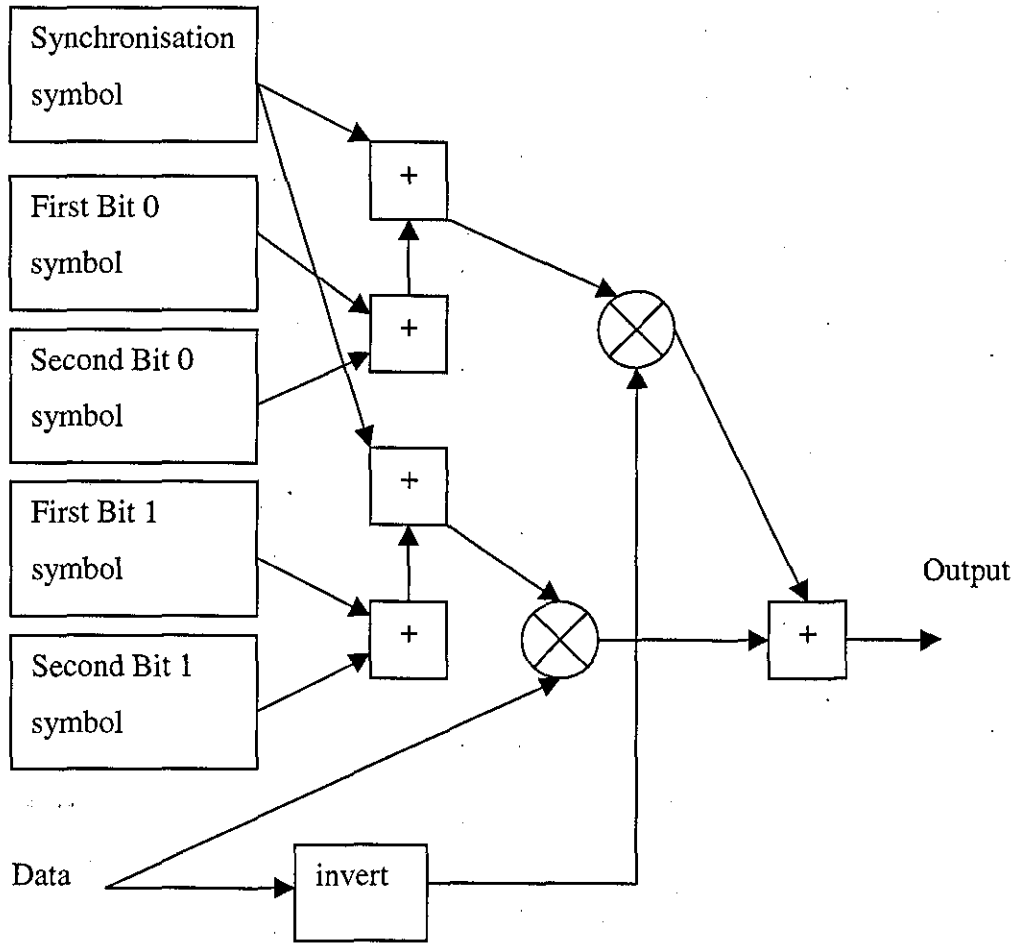 Synchronisation
symbol
+
First Bit 0
symbol
+
Second Bit 0
symbol
+
First Bit 1
symbol
Output
+
+
Second Bit 1
symbol
Data
invert